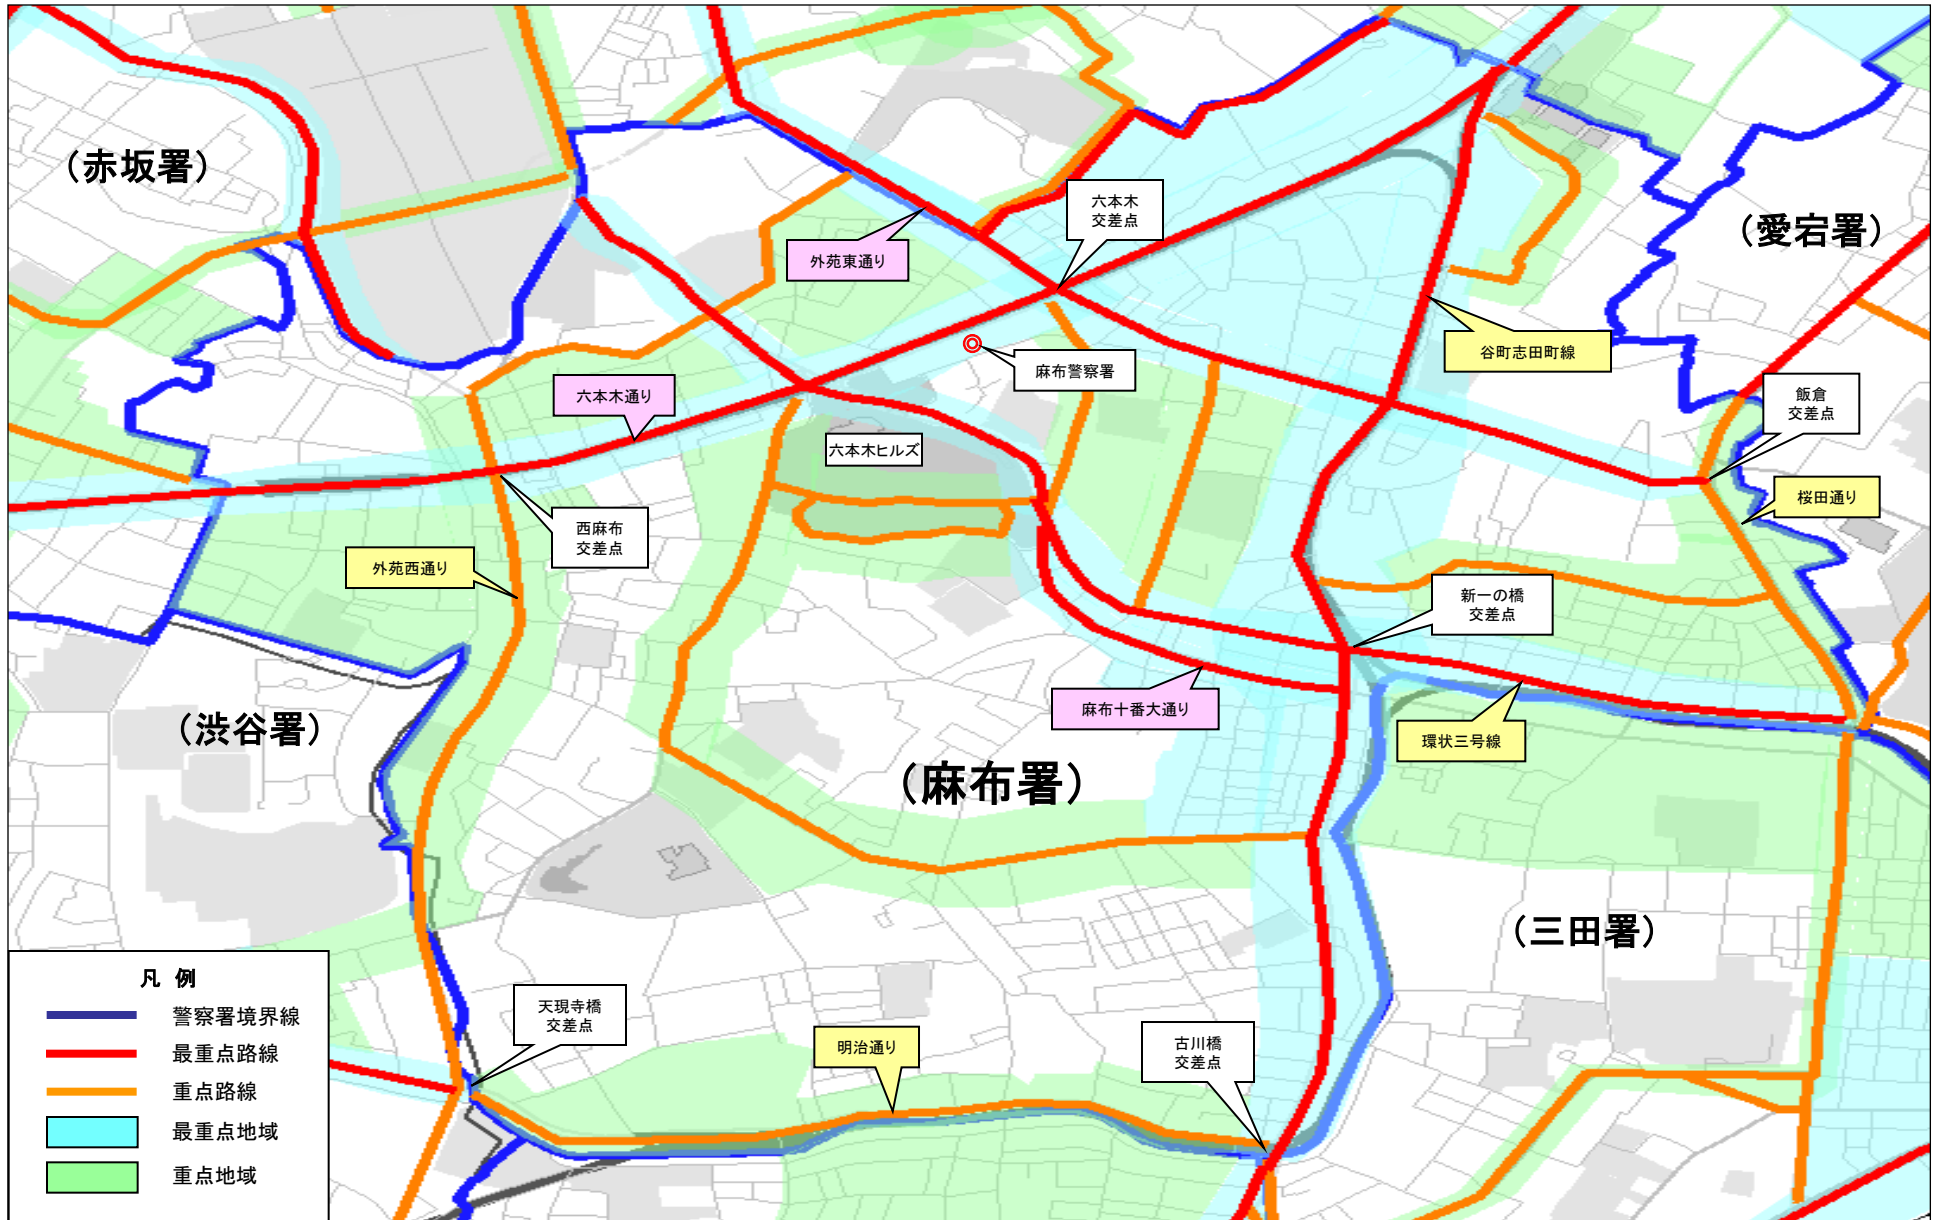 （赤坂署）
六本木
交差点
（愛宕署）
外苑東通り
谷町志田町線
麻布警察署
六本木通り
飯倉
交差点
六本木ヒルズ
桜田通り
西麻布
交差点
外苑西通り
新一の橋
交差点
麻布十番大通り
（渋谷署）
環状三号線
（麻布署）
（三田署）
凡 例
警察署境界線
最重点路線
重点路線
最重点地域
重点地域
天現寺橋
交差点
明治通り
古川橋
交差点